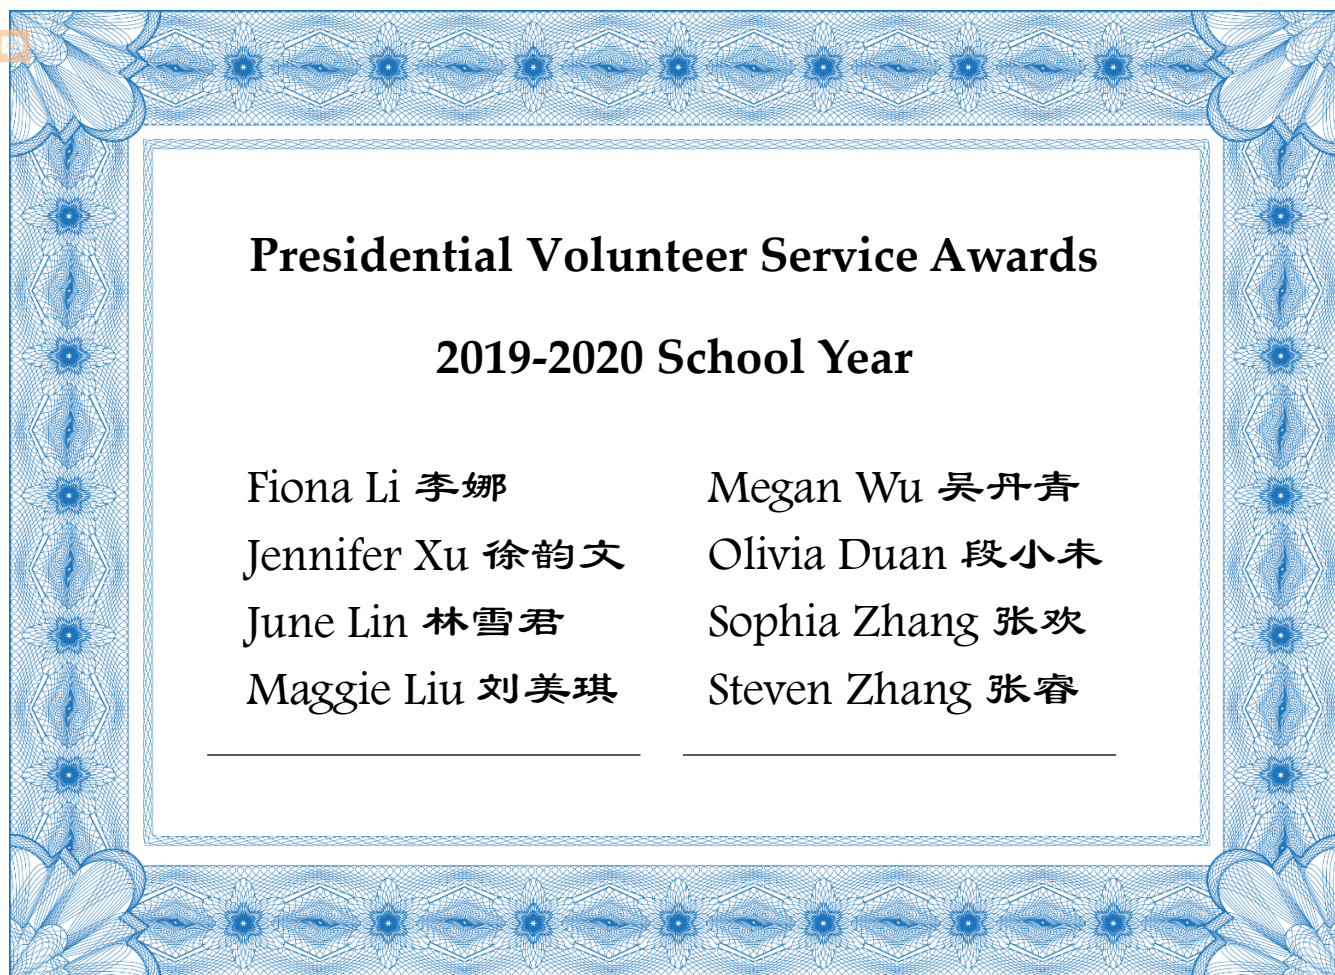 Presidential Volunteer Service Awards
2019-2020 School Year
Fiona Li 李娜
Jennifer Xu 徐韵文
June Lin 林雪君
Maggie Liu 刘美琪
Megan Wu 吴丹青
Olivia Duan 段小未
Sophia Zhang 张欢
Steven Zhang 张睿